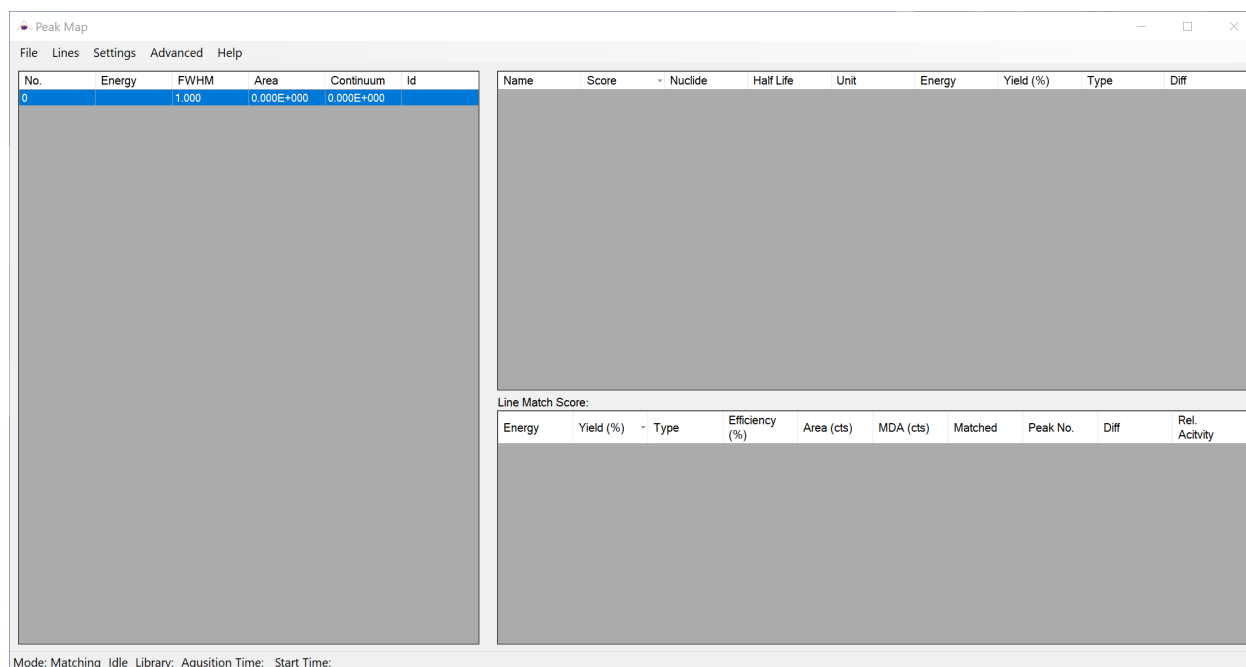 Peak Map
File Lines Settings Advanced Help
No. Energy FWHM Area Continuum Id
0 1.000 0.000E+000 0.000E+000
Name Score Nuclide Half Life Unit Energy Yield (%) Type Diff
Line Match Score:
Energy Yield (%) Type Efficiency (%) Area (cts) MDA (cts) Matched Peak No. Diff Rel. Acitvity
Mode: Matching Idle Library: Aqusition Time: Start Time: